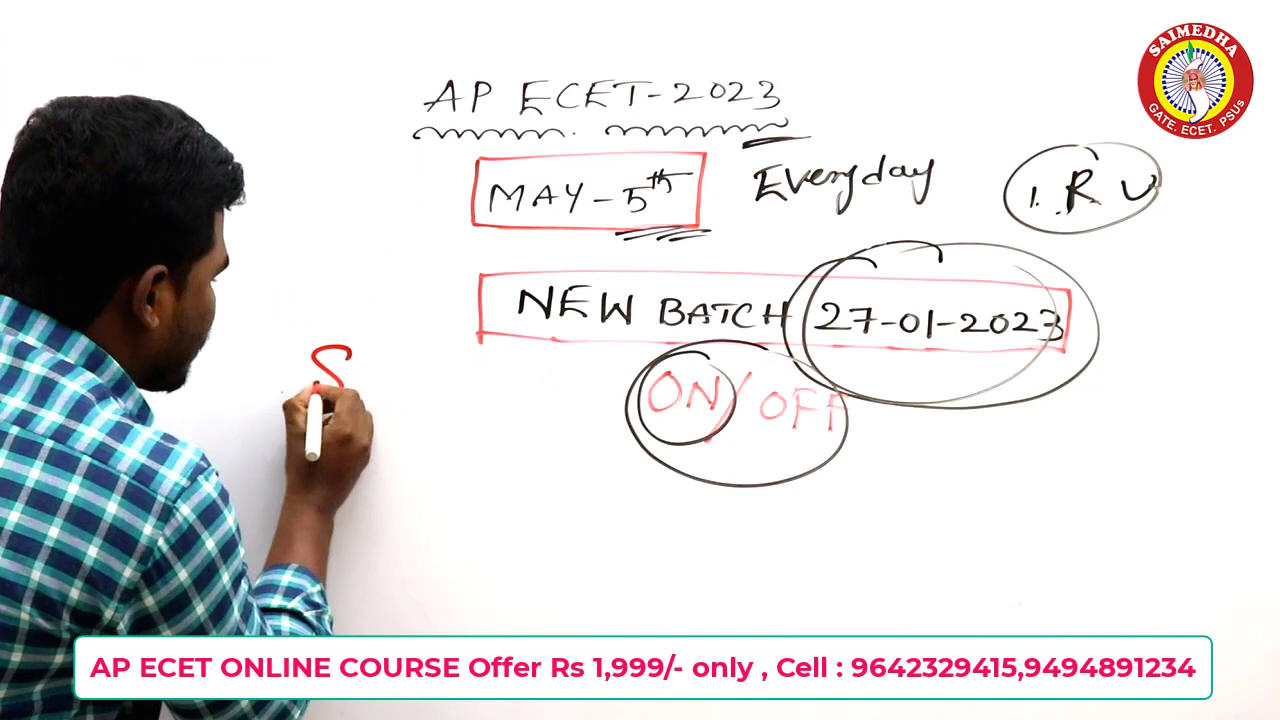 SAIMEDHA
GATE, ECET, PSUs
AP ECET-2023
MAY-5th Everyday 1. R V
NEW BATCH 27-01-2023
ON/OFF
S
AP ECET ONLINE COURSE Offer Rs 1,999/- only , Cell : 9642329415,9494891234